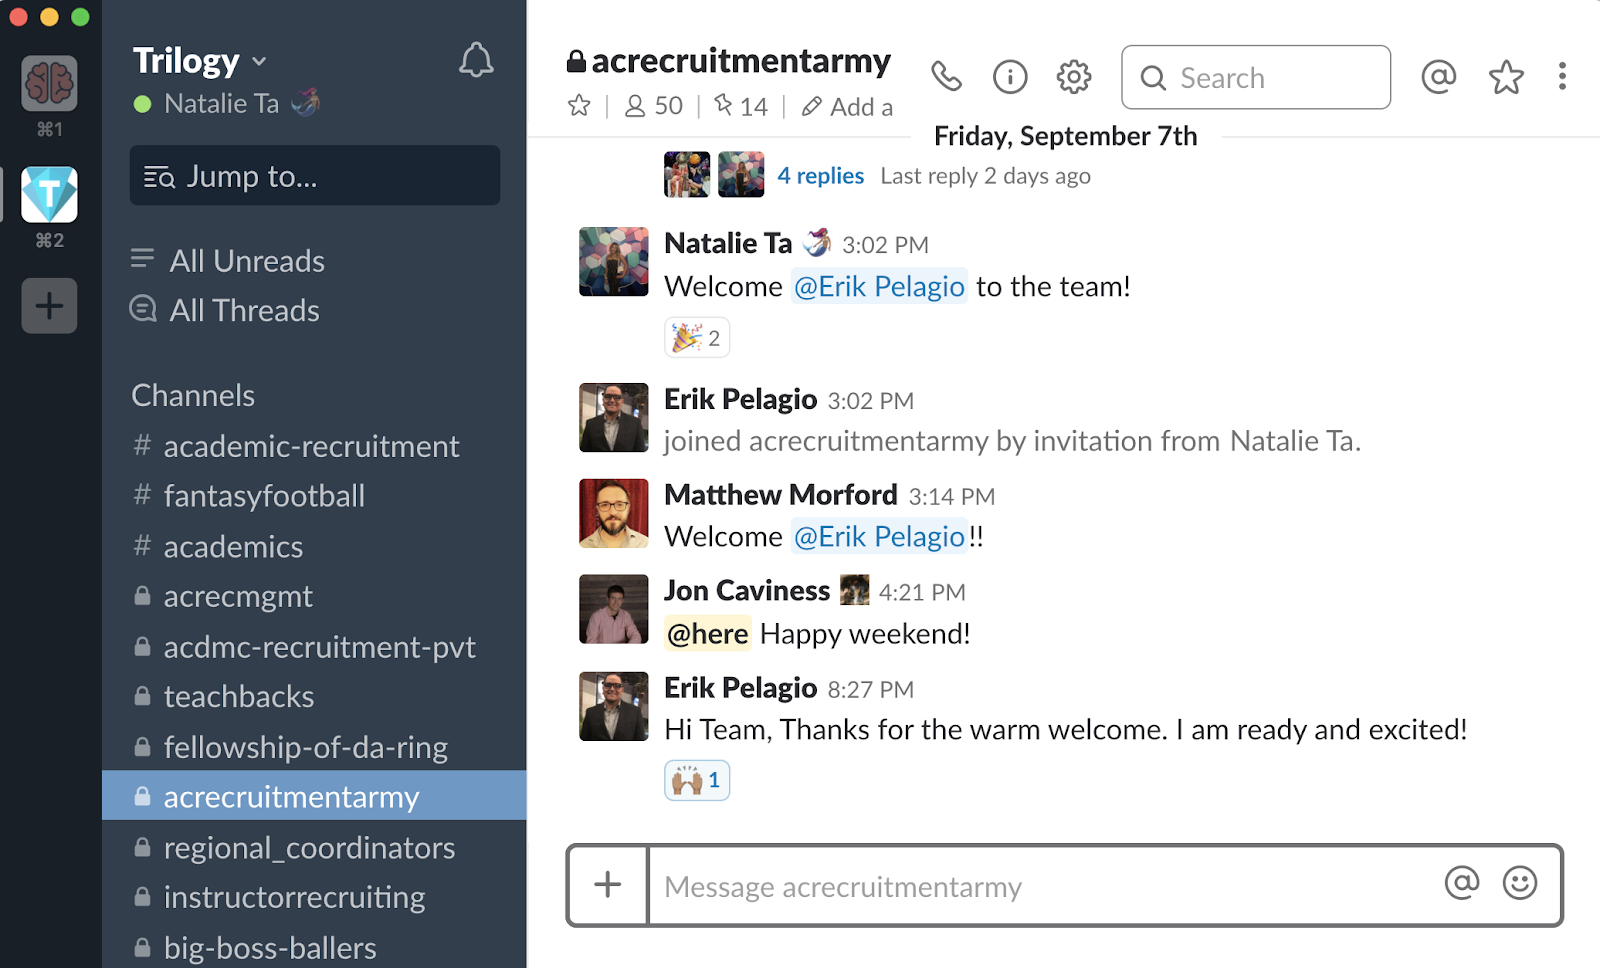 ⌘1
⌘2
T
Trilogy
Natalie Ta
Jump to...
All Unreads
All Threads
Channels
# academic-recruitment
# fantasyfootball
# academics
acrecmgmt
acdmc-recruitment-pvt
teachbacks
fellowship-of-da-ring
acrecruitmentarmy
regional_coordinators
instructorrecruiting
big-boss-ballers
acrecruitmentarmy
50 | 14 | Add a
Search
Friday, September 7th
4 replies Last reply 2 days ago
Natalie Ta 3:02 PM
Welcome @Erik Pelagio to the team!
2
Erik Pelagio 3:02 PM
joined acrecruitmentarmy by invitation from Natalie Ta.
Matthew Morford 3:14 PM
Welcome @Erik Pelagio!!
Jon Caviness 4:21 PM
@here Happy weekend!
Erik Pelagio 8:27 PM
Hi Team, Thanks for the warm welcome. I am ready and excited!
1
Message acrecruitmentarmy